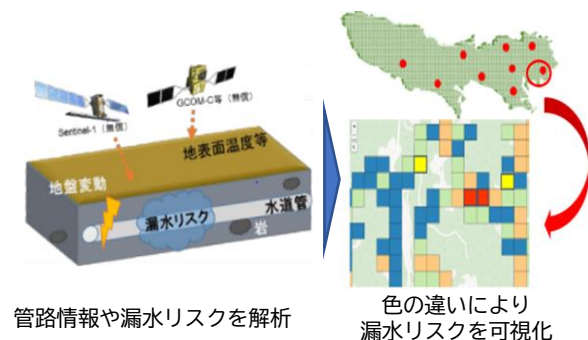 Sentinel-1（無償）
GCOM-C等（無償）
地表面温度等
地盤変動
水道管
漏水リスク
岩
管路情報や漏水リスクを解析
色の違いにより
漏水リスクを可視化